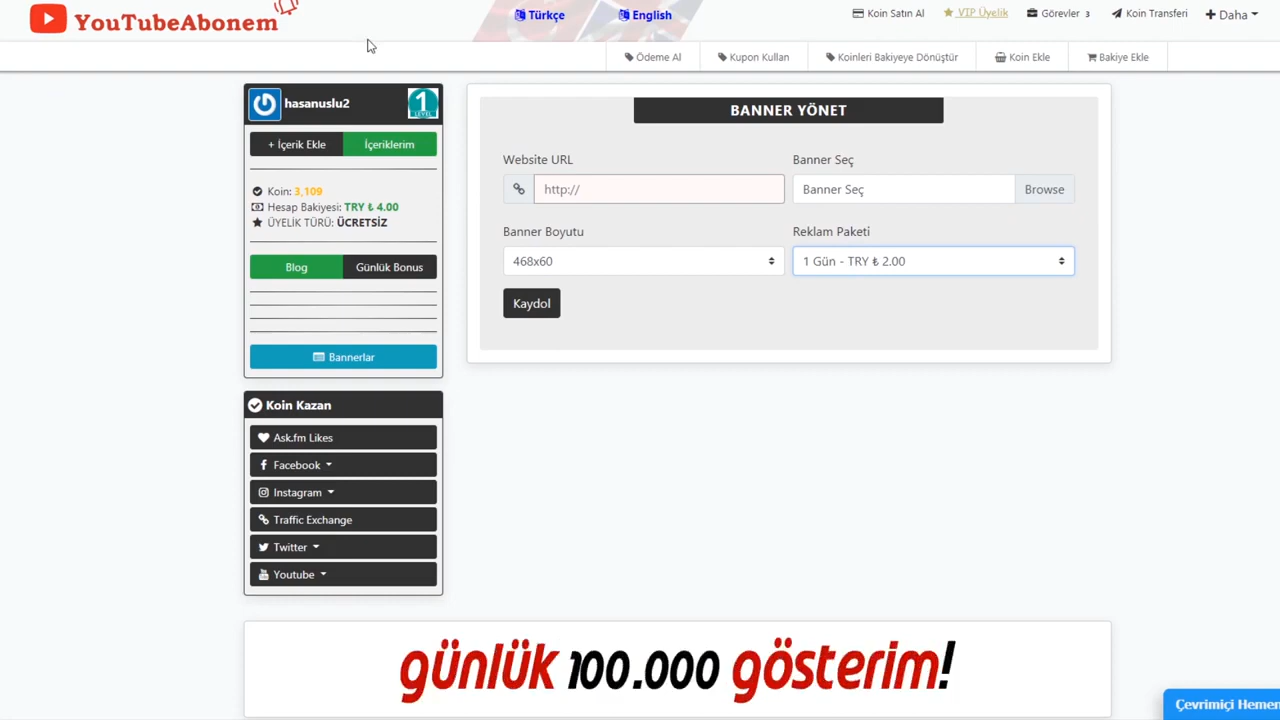 YouTubeAbonem
Türkçe
English
Koin Satın Al
VIP Üyelik
Görevler 3
Koin Transferi
Daha
Ödeme Al
Kupon Kullan
Koinleri Bakiyeye Dönüştür
Koin Ekle
Bakiye Ekle
hasanuslu2
1
LEVEL
+ İçerik Ekle
İçeriklerim
Koin: 3,109
Hesap Bakiyesi: TRY ₺ 4.00
ÜYELİK TÜRÜ: ÜCRETSİZ
Blog
Günlük Bonus
Bannerlar
Koin Kazan
Ask.fm Likes
Facebook
Instagram
Traffic Exchange
Twitter
Youtube
BANNER YÖNET
Website URL
http://
Banner Seç
Banner Seç
Browse
Banner Boyutu
468x60
Reklam Paketi
1 Gün - TRY ₺ 2.00
Kaydol
günlük 100.000 gösterim!
Çevrimiçi Hemen